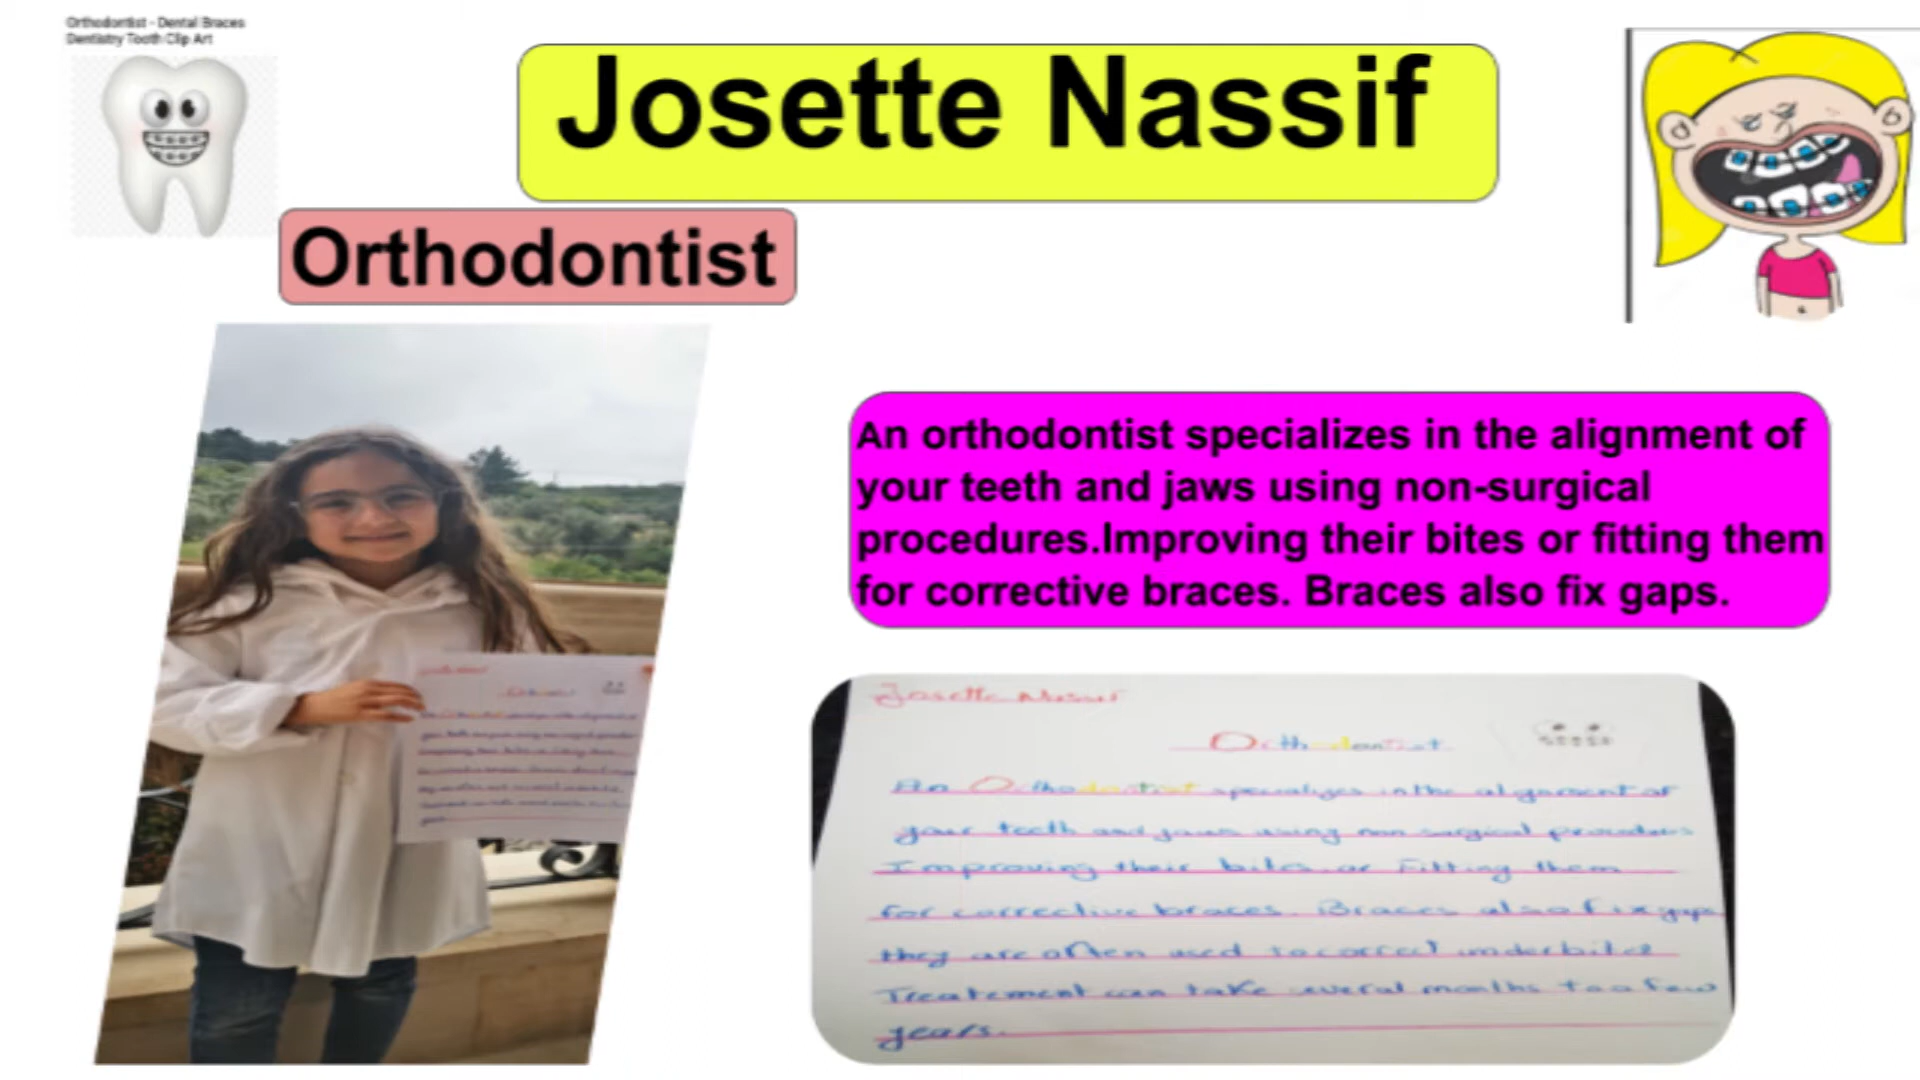 Orthodontist - Dental Braces
Dentistry Tooth Clip Art
Josette Nassif
Orthodontist
An orthodontist specializes in the alignment of
your teeth and jaws using non-surgical
procedures.Improving their bites or fitting them
for corrective braces. Braces also fix gaps.
Josette Nassif
Orthodontist
An Orthodontist specializes in the alignment of
your teeth and jaws using non surgical
Improving their bites or Fitting them
for corrective braces. Braces also fix gaps
they are often used to correct underbites
Treatement can take several months to a few
years.